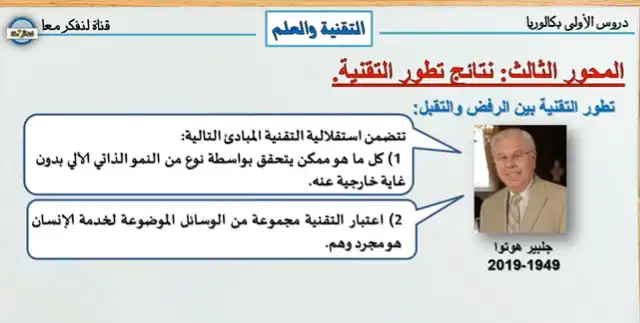 دروس الأولى بكالوريا
التقنية والعلم
قناة لنفكر معا
المحور الثالث: نتائج تطور التقنية.
تطور التقنية بين الرفض والتقبل:
تتضمن استقلالية التقنية المبادئ التالية:
1) كل ما هو ممكن يتحقق بواسطة نوع من النمو الذاتي الآلي بدون
غاية خارجية عنه.
2) اعتبار التقنية مجموعة من الوسائل الموضوعة لخدمة الإنسان
هو مجرد وهم.
جلبير هوتوا
2019-1949